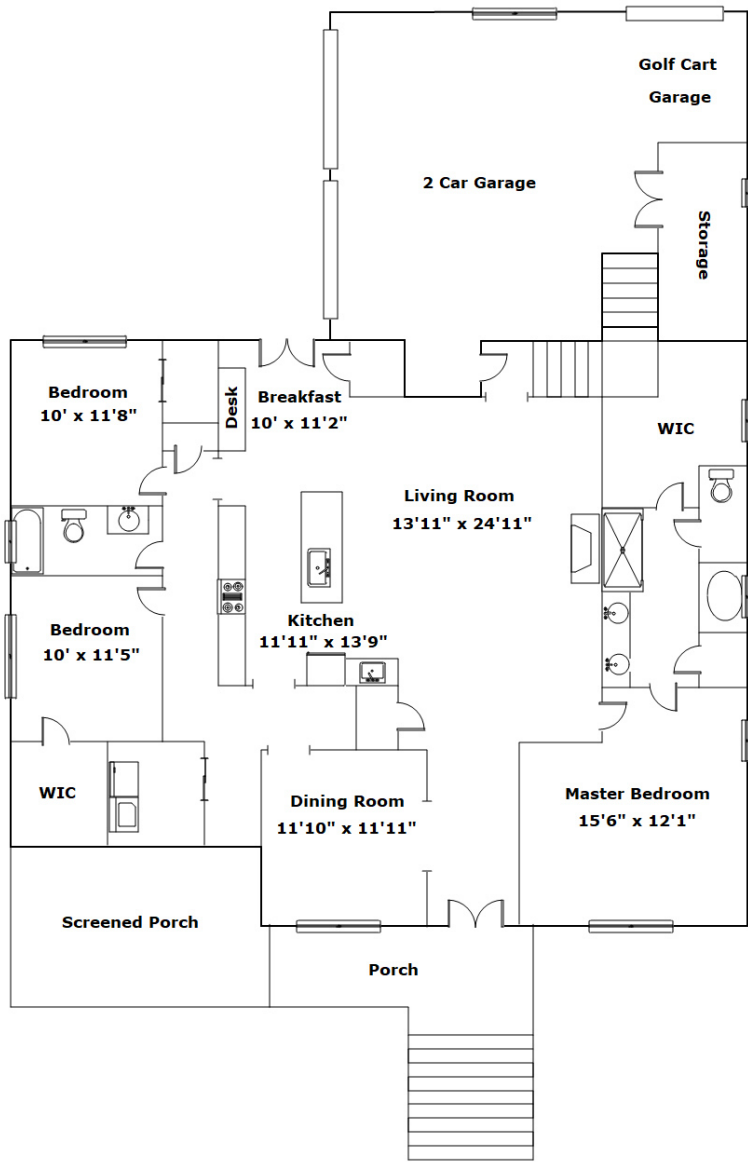 Golf Cart
Garage
2 Car Garage
Storage
Bedroom
10' x 11'8"
Desk
Breakfast
10' x 11'2"
WIC
Living Room
13'11" x 24'11"
Kitchen
11'11" x 13'9"
Bedroom
10' x 11'5"
WIC
Dining Room
11'10" x 11'11"
Master Bedroom
15'6" x 12'1"
Screened Porch
Porch